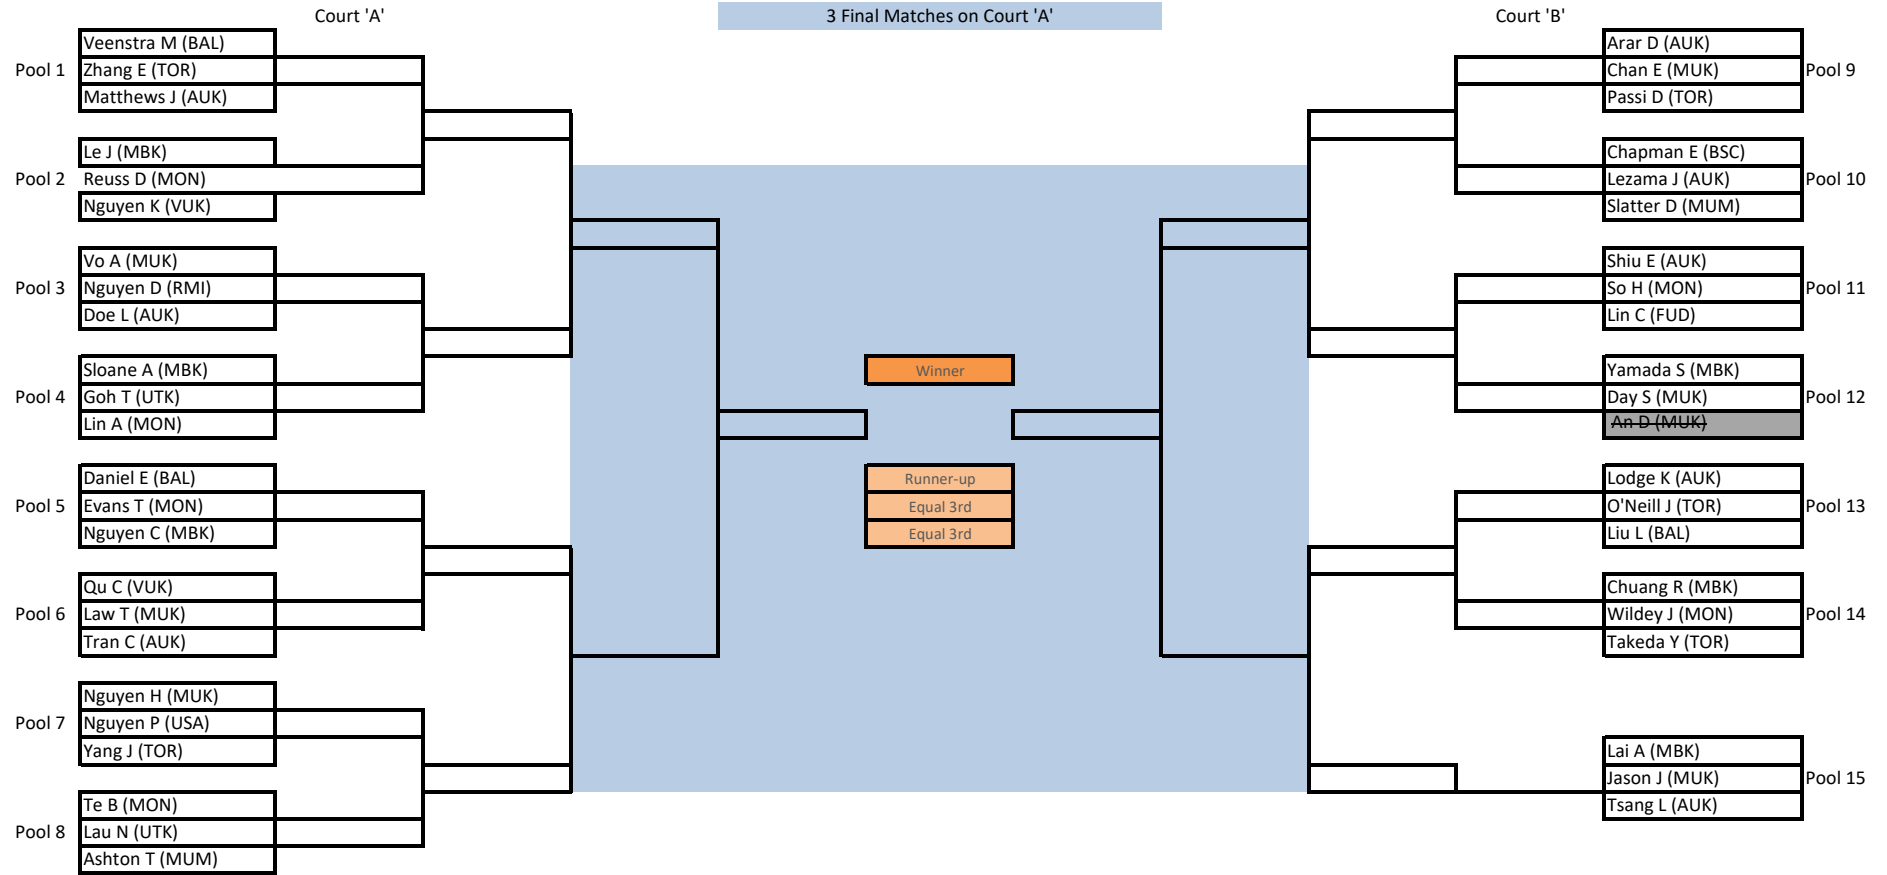 Court 'A'
3 Final Matches on Court 'A'
Court 'B'
Pool 1
Veenstra M (BAL)
Zhang E (TOR)
Matthews J (AUK)
Pool 2
Le J (MBK)
Reuss D (MON)
Nguyen K (VUK)
Pool 3
Vo A (MUK)
Nguyen D (RMI)
Doe L (AUK)
Pool 4
Sloane A (MBK)
Goh T (UTK)
Lin A (MON)
Pool 5
Daniel E (BAL)
Evans T (MON)
Nguyen C (MBK)
Pool 6
Qu C (VUK)
Law T (MUK)
Tran C (AUK)
Pool 7
Nguyen H (MUK)
Nguyen P (USA)
Yang J (TOR)
Pool 8
Te B (MON)
Lau N (UTK)
Ashton T (MUM)
Winner
Runner-up
Equal 3rd
Equal 3rd
Arar D (AUK)
Chan E (MUK)
Passi D (TOR)
Pool 9
Chapman E (BSC)
Lezama J (AUK)
Slatter D (MUM)
Pool 10
Shiu E (AUK)
So H (MON)
Lin C (FUD)
Pool 11
Yamada S (MBK)
Day S (MUK)
An D (MUK)
Pool 12
Lodge K (AUK)
O'Neill J (TOR)
Liu L (BAL)
Pool 13
Chuang R (MBK)
Wildey J (MON)
Takeda Y (TOR)
Pool 14
Lai A (MBK)
Jason J (MUK)
Tsang L (AUK)
Pool 15